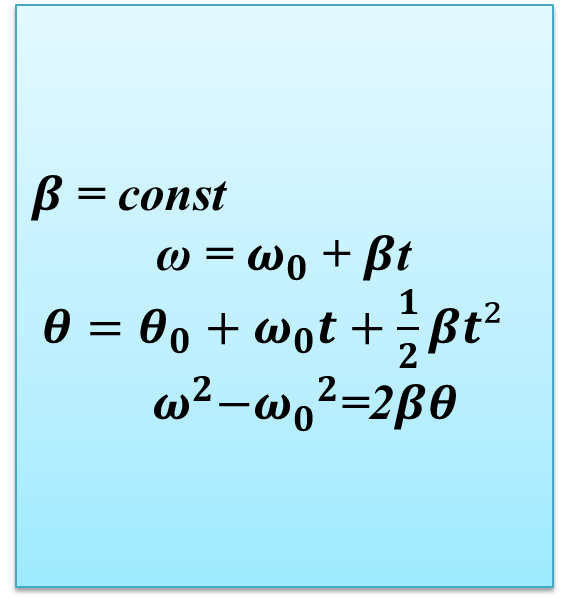 β = const
ω = ω₀ + βt
θ = θ₀ + ω₀t + ½βt²
ω²−ω₀²=2βθ